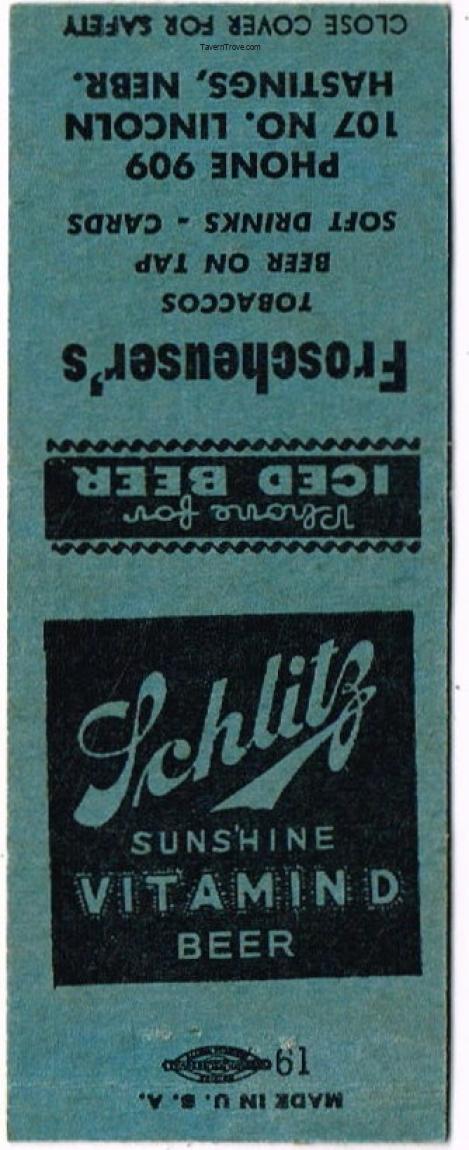 CLOSE COVER FOR SAFETY
TavernTrove.com
HASTINGS, NEBR.
107 NO. LINCOLN
PHONE 909
SOFT DRINKS - CARDS
BEER ON TAP
TOBACCOS
Froscheuser's
ICED BEER
Phone for
Schlitz
SUNSHINE
VITAMIN D
BEER
61
MADE IN U. S. A.